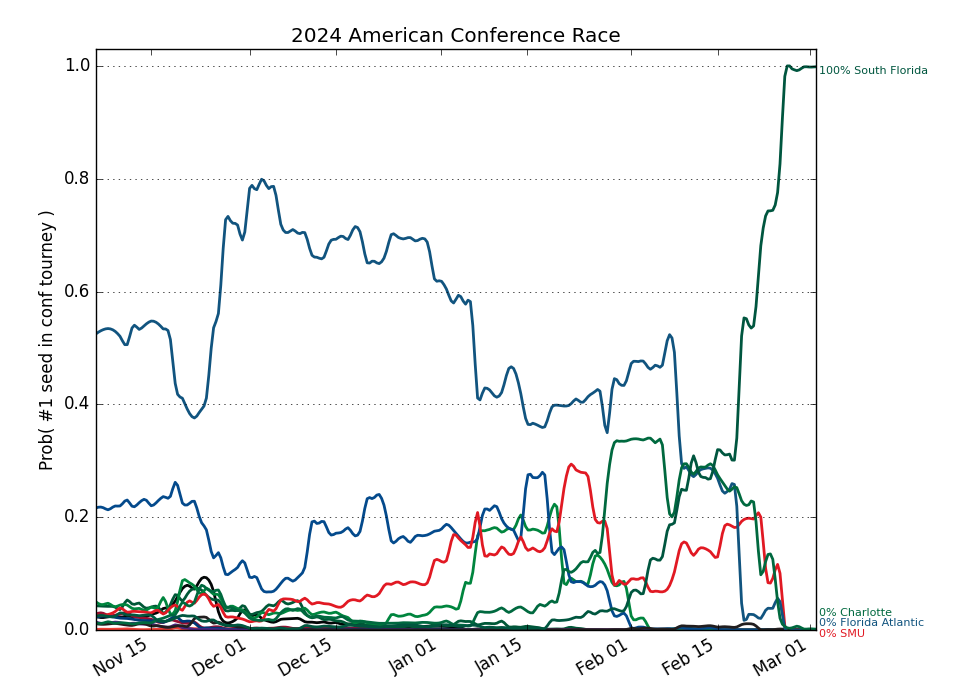 2024 American Conference Race
Prob( #1 seed in conf tourney )
1.0
0.8
0.6
0.4
0.2
0.0
100% South Florida
0% Charlotte
0% Florida Atlantic
0% SMU
Nov 15
Dec 01
Dec 15
Jan 01
Jan 15
Feb 01
Feb 15
Mar 01